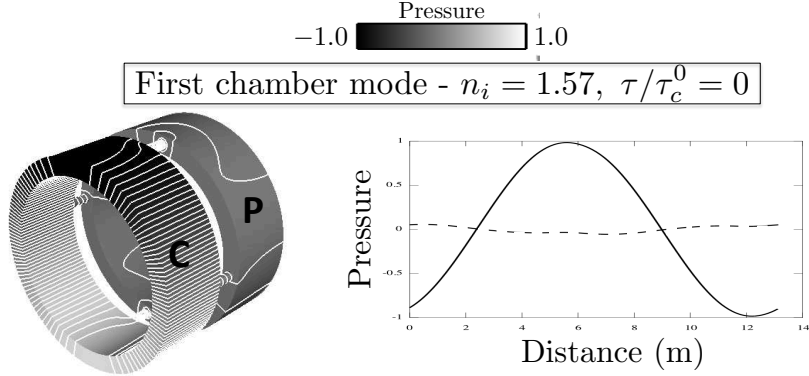 Pressure
−1.0 1.0
First chamber mode - n_i = 1.57, τ/τ_c^0 = 0
P
C
Pressure
1
0.5
0
-0.5
-1
0 2 4 6 8 10 12 14
Distance (m)